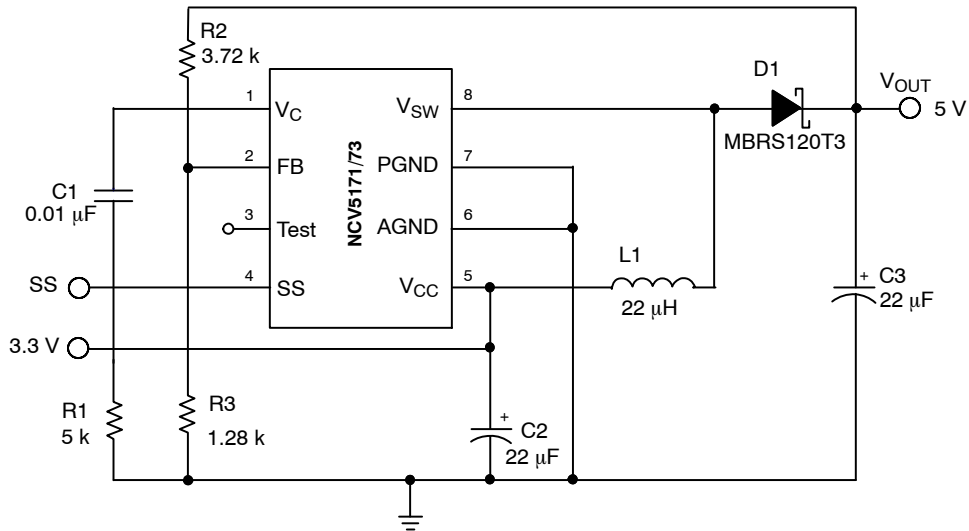 R2
3.72 k
D1
V_OUT
5 V
MBRS120T3
1
V_C
V_SW
8
2
FB
PGND
7
NCV5171/73
C1
0.01 μF
3
Test
AGND
6
SS
4
SS
V_CC
5
L1
22 μH
C3
+
22 μF
3.3 V
R1
5 k
R3
1.28 k
+
C2
22 μF